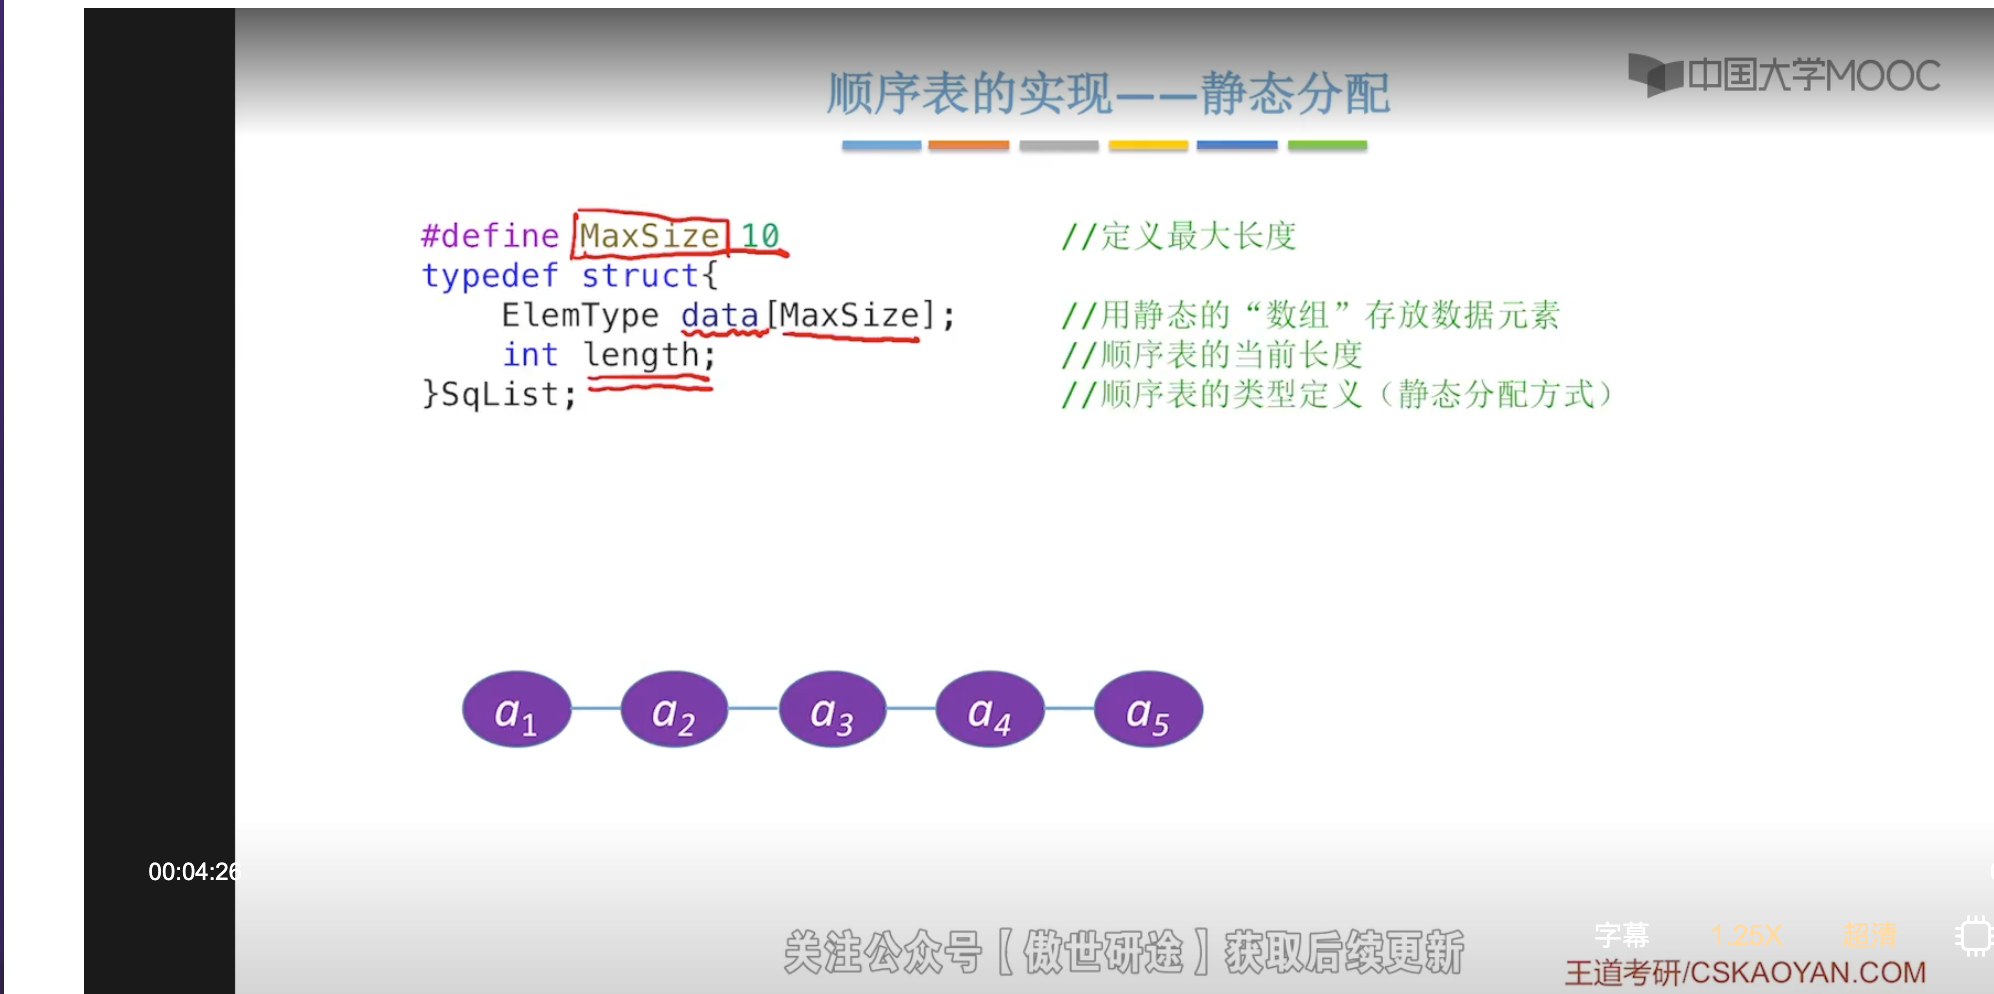 中国大学MOOC
顺序表的实现——静态分配
#define MaxSize 10 //定义最大长度
typedef struct{
ElemType data[MaxSize]; //用静态的“数组”存放数据元素
int length; //顺序表的当前长度
}SqList; //顺序表的类型定义（静态分配方式）
a1 a2 a3 a4 a5
00:04:26
关注公众号【傲世研途】获取后续更新
字幕 1.25X 超清
王道考研/CSKAOYAN.COM